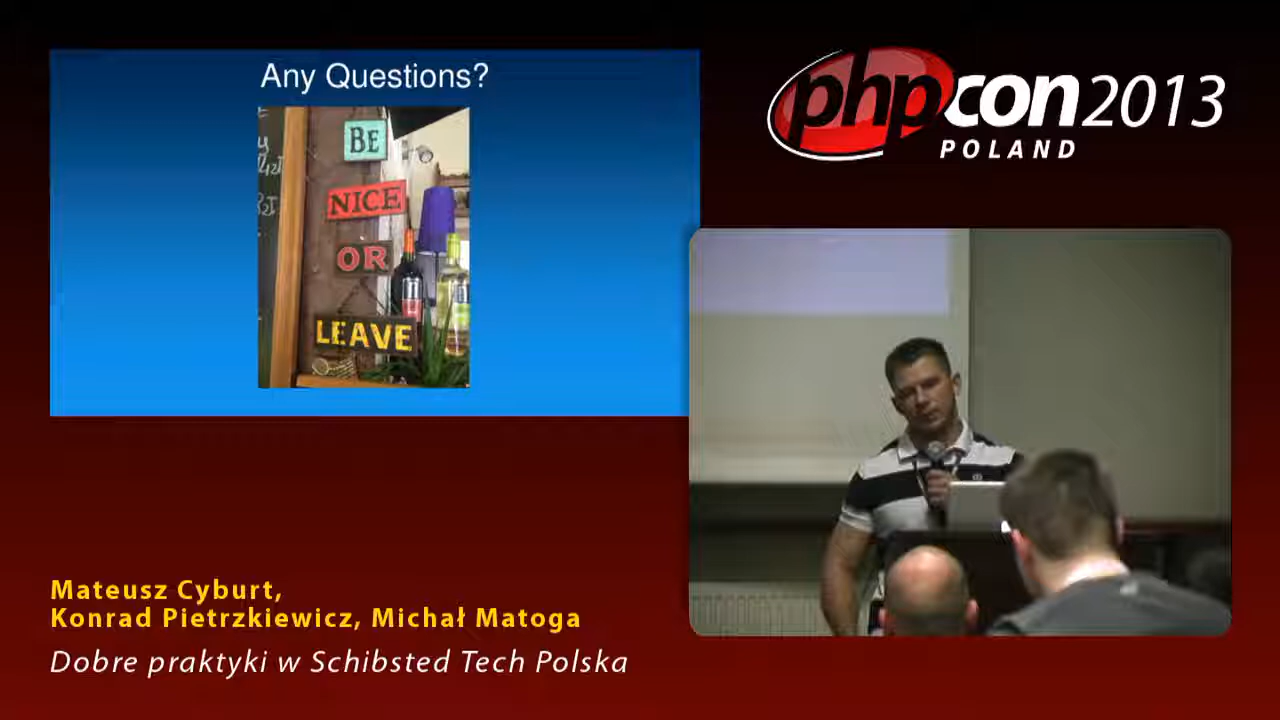 Any Questions?
BE
NICE
OR
LEAVE
phpcon2013
POLAND
Mateusz Cyburt,
Konrad Pietrzkiewicz, Michał Matoga
Dobre praktyki w Schibsted Tech Polska